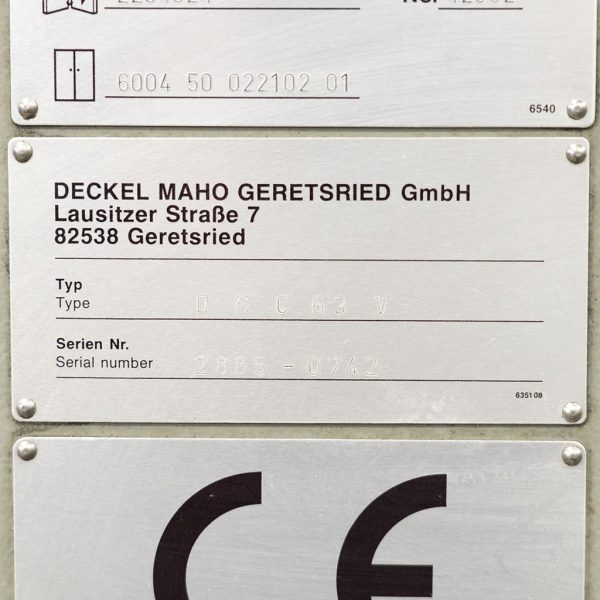 6004 50 022102 01
6540
DECKEL MAHO GERETSRIED GmbH
Lausitzer Straße 7
82538 Geretsried
Typ
Type D M C 63 V
Serien Nr.
Serial number 2885 - 0742
635108
CE